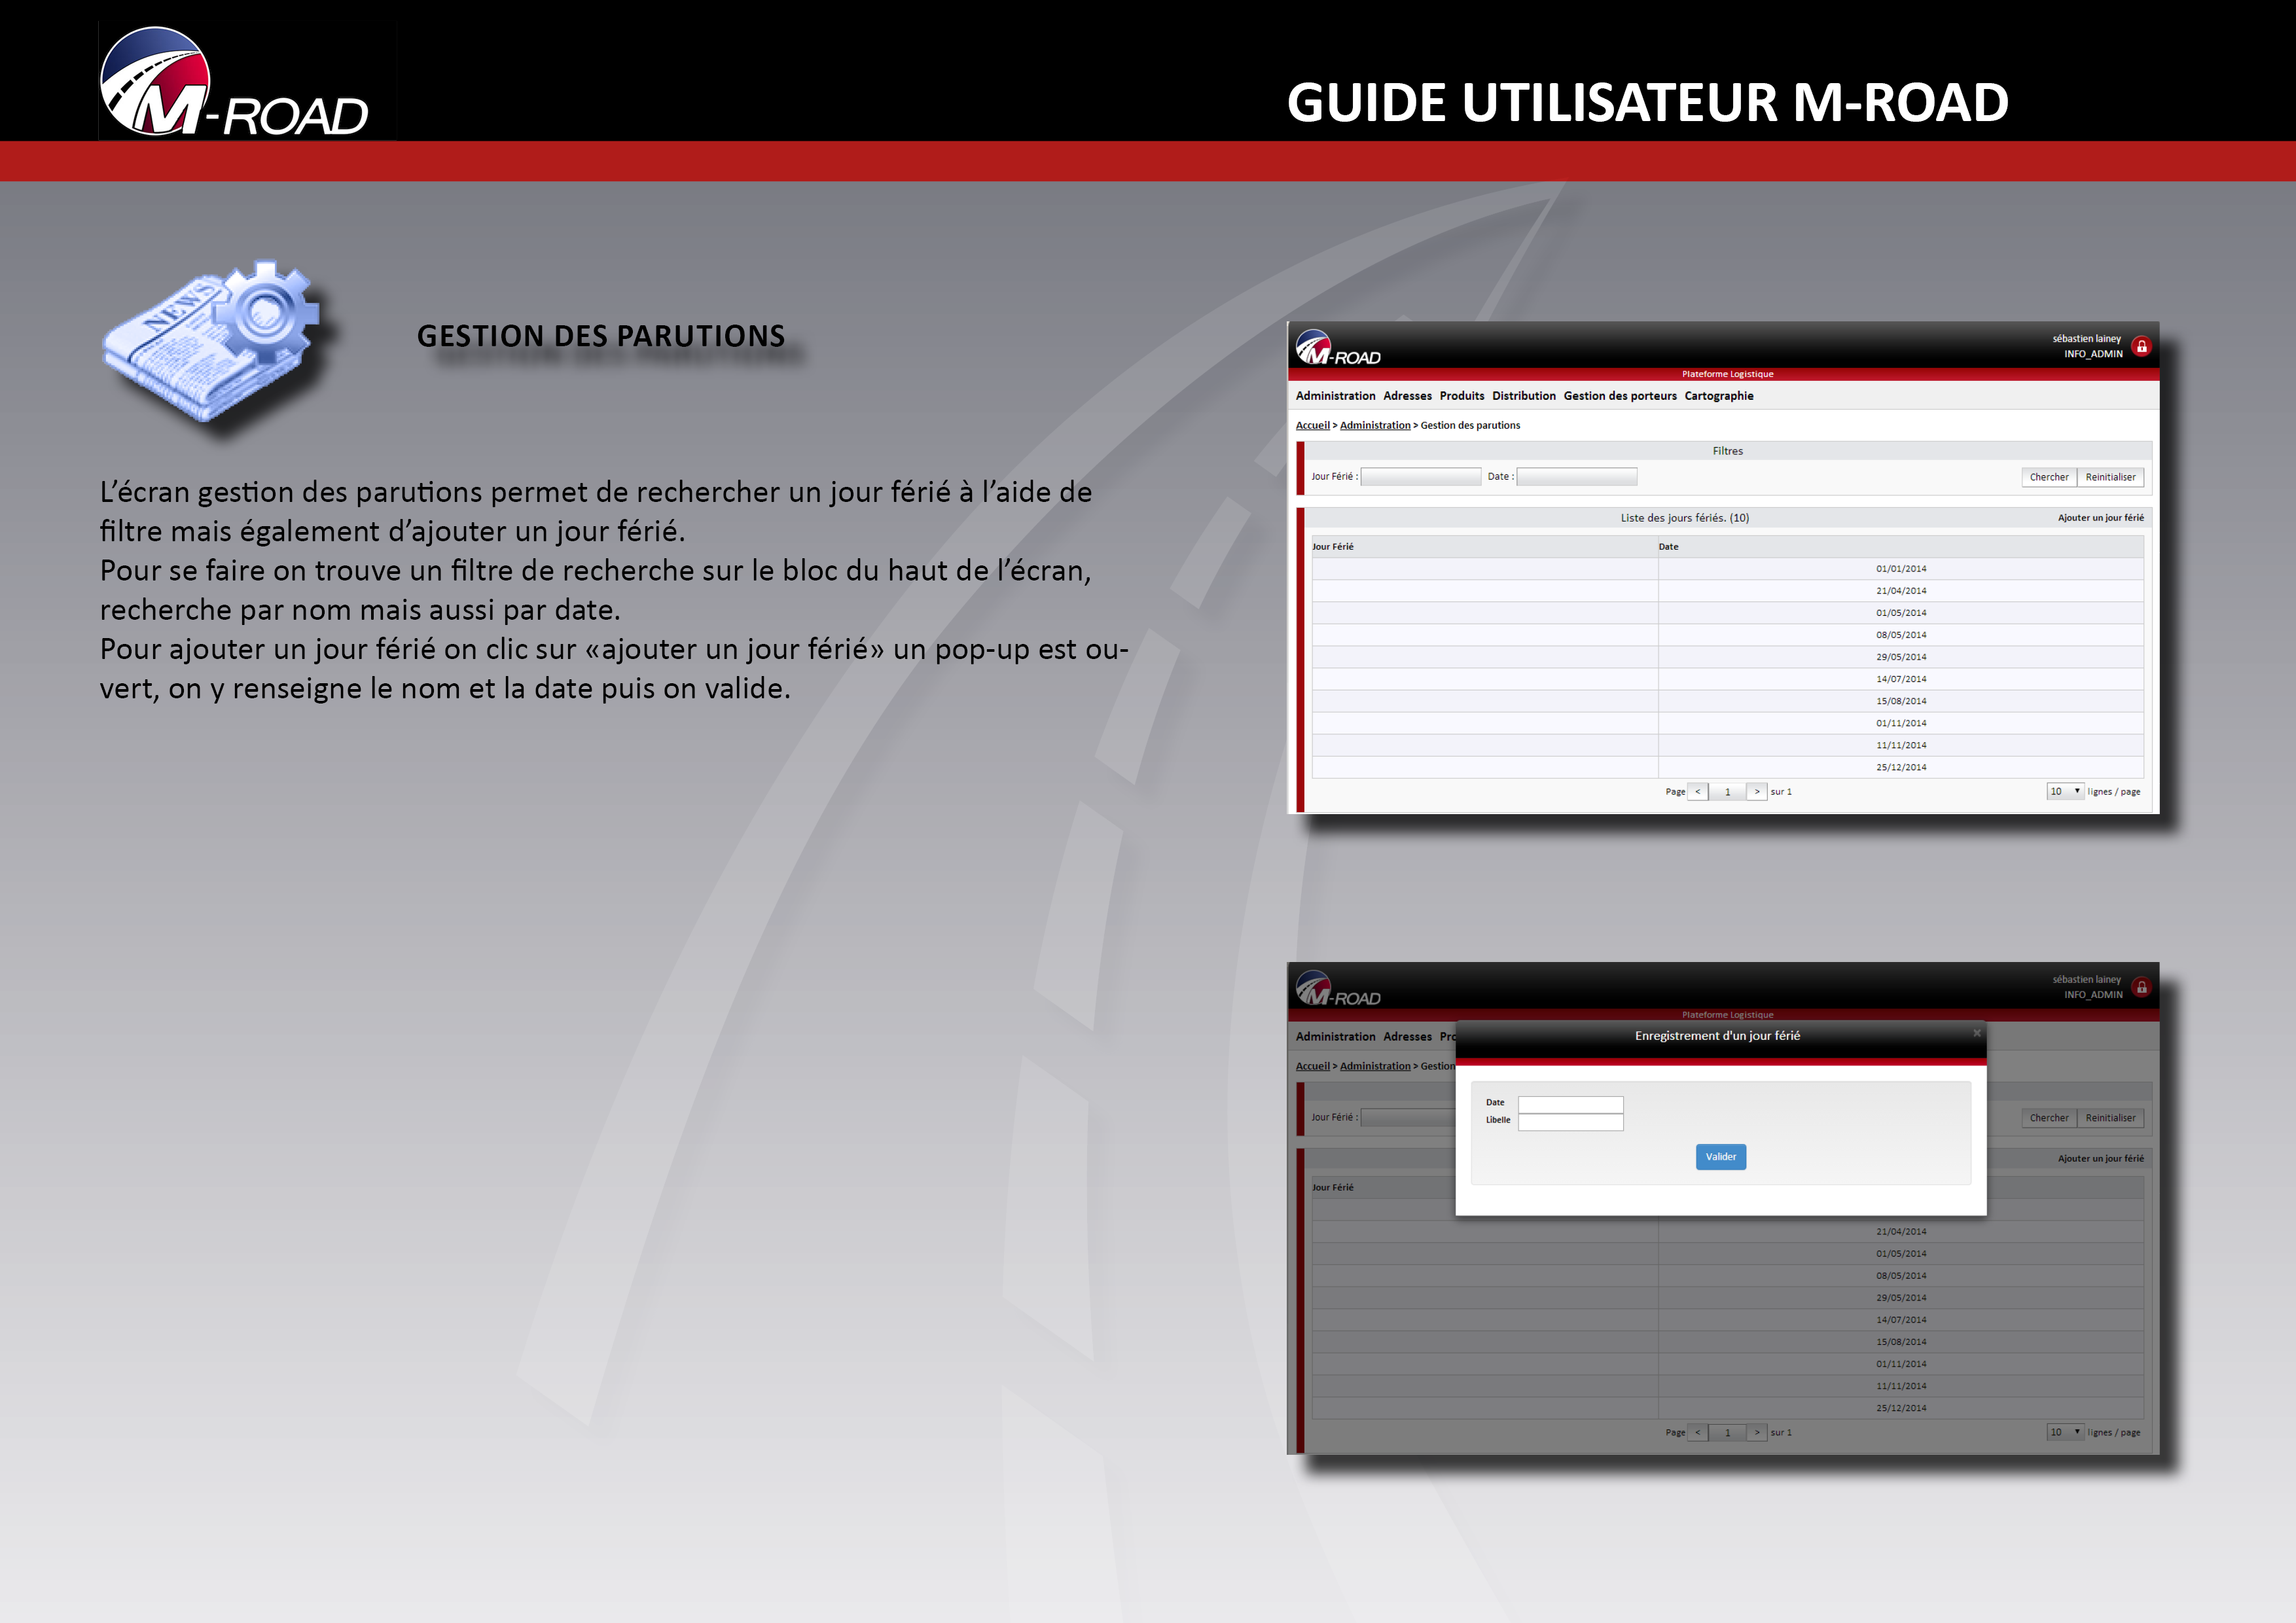 M-ROAD
GUIDE UTILISATEUR M-ROAD
NEWS
GESTION DES PARUTIONS
L’écran gestion des parutions permet de rechercher un jour férié à l’aide de
filtre mais également d’ajouter un jour férié.
Pour se faire on trouve un filtre de recherche sur le bloc du haut de l’écran,
recherche par nom mais aussi par date.
Pour ajouter un jour férié on clic sur «ajouter un jour férié» un pop-up est ou-
vert, on y renseigne le nom et la date puis on valide.
M-ROAD
sébastien lainey
INFO_ADMIN
Plateforme Logistique
Administration Adresses Produits Distribution Gestion des porteurs Cartographie
Accueil > Administration > Gestion des parutions
Filtres
Jour Férié : Date : Chercher Reinitialiser
Liste des jours fériés. (10) Ajouter un jour férié
Jour Férié Date
01/01/2014
21/04/2014
01/05/2014
08/05/2014
29/05/2014
14/07/2014
15/08/2014
01/11/2014
11/11/2014
25/12/2014
Page < 1 > sur 1 10 lignes / page
M-ROAD
sébastien lainey
INFO_ADMIN
Plateforme Logistique
Administration Adresses Pro
Enregistrement d'un jour férié ×
Accueil > Administration > Gestion
Date
Libelle
Jour Férié : Chercher Reinitialiser
Valider
Ajouter un jour férié
Jour Férié
21/04/2014
01/05/2014
08/05/2014
29/05/2014
14/07/2014
15/08/2014
01/11/2014
11/11/2014
25/12/2014
Page < 1 > sur 1 10 lignes / page